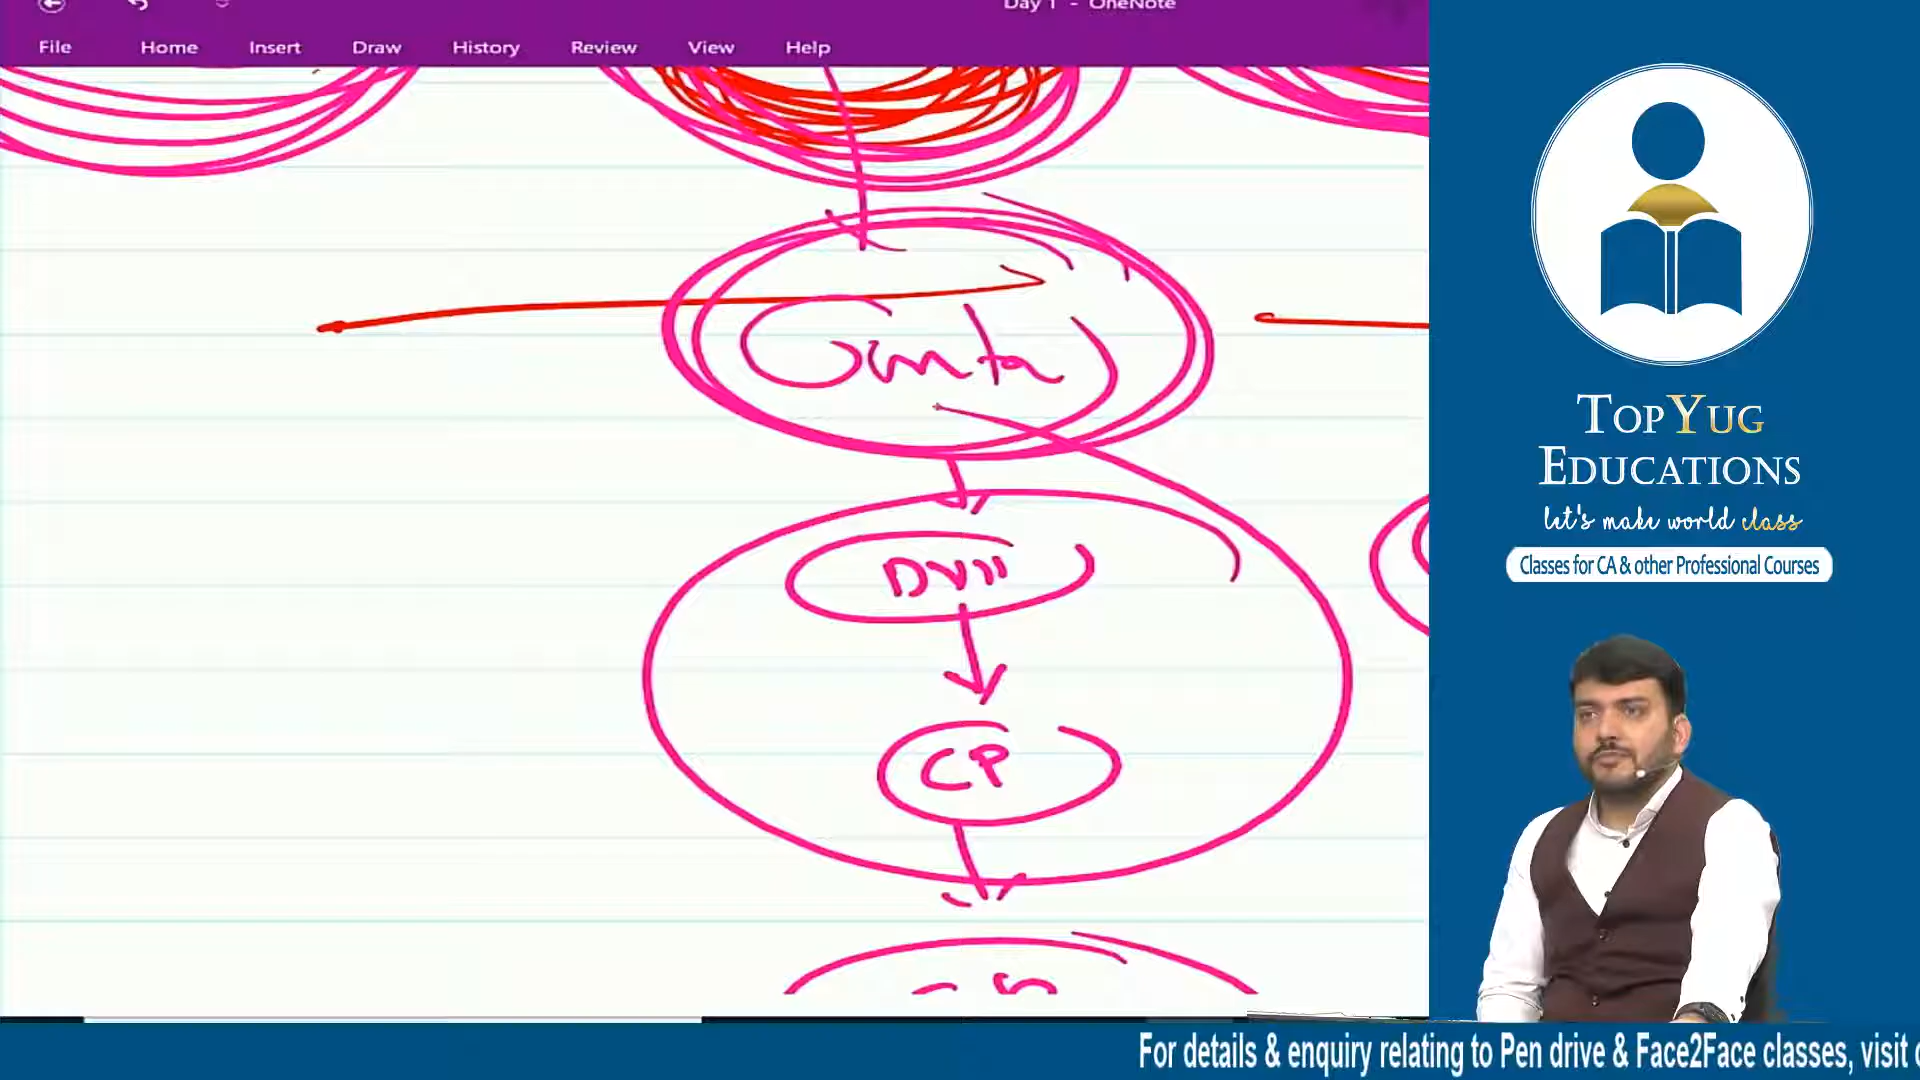 Day 1 - OneNote
File Home Insert Draw History Review View Help
DVII
CP
TOPYUG
EDUCATIONS
let's make world class
Classes for CA & other Professional Courses
For details & enquiry relating to Pen drive & Face2Face classes, visit